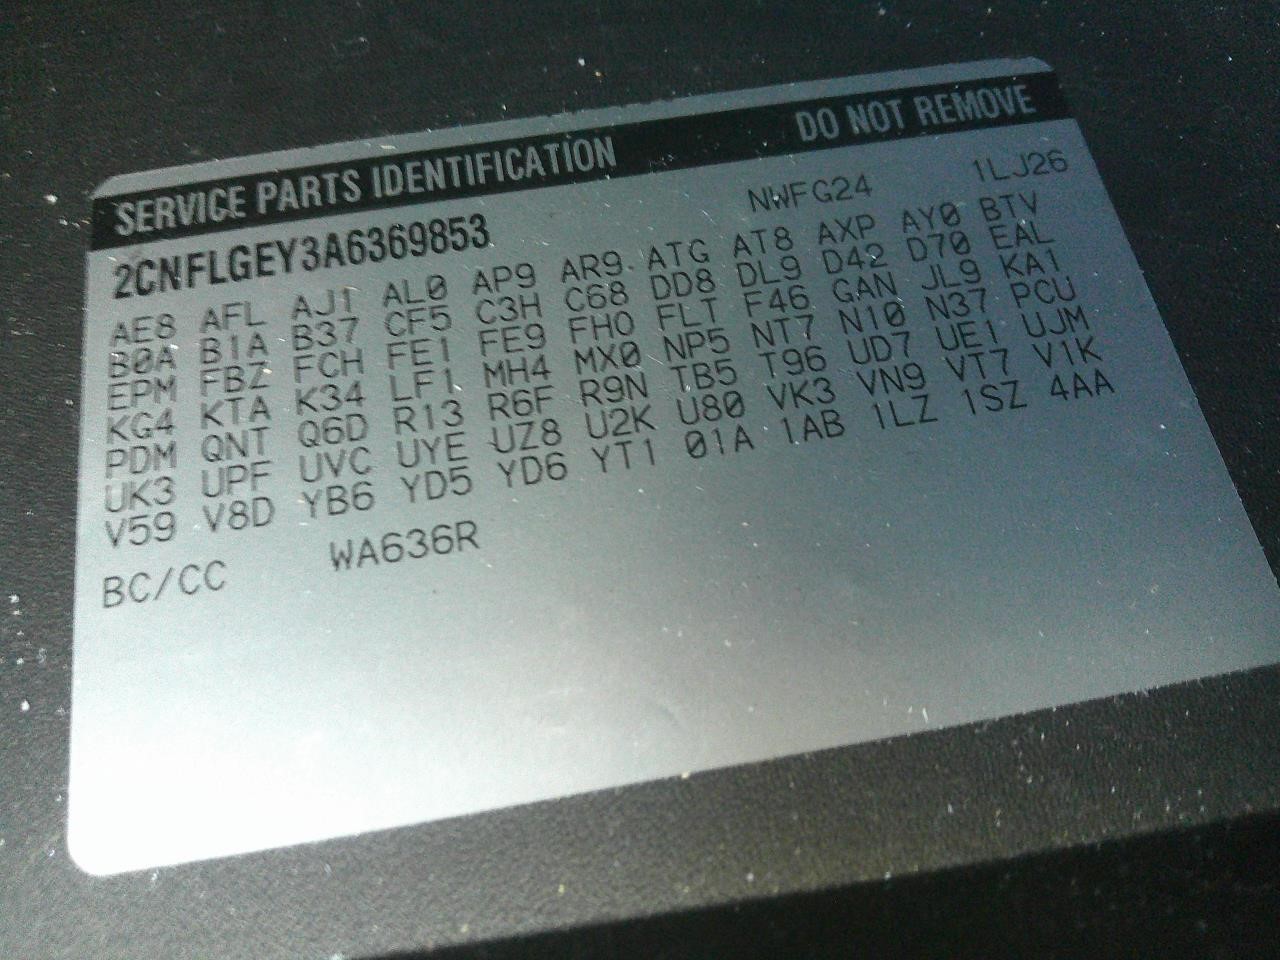 SERVICE PARTS IDENTIFICATION DO NOT REMOVE
2CNFLGEY3A6369853 NWFG24 1LJ26
AE8 AFL AJ1 AL0 AP9 AR9 ATG AT8 AXP AY0 BTV
B0A B1A B37 CF5 C3H C68 DD8 DL9 D42 D70 EAL
EPM FBZ FCH FE1 FE9 FHO FLT F46 GAN JL9 KA1
KG4 KTA K34 LF1 MH4 MX0 NP5 NT7 N10 N37 PCU
PDM QNT Q6D R13 R6F R9N TB5 T96 UD7 UE1 UJM
UK3 UPF UVC UYE UZ8 U2K U80 VK3 VN9 VT7 V1K
V59 V8D YB6 YD5 YD6 YT1 01A 1AB 1LZ 1SZ 4AA
BC/CC WA636R